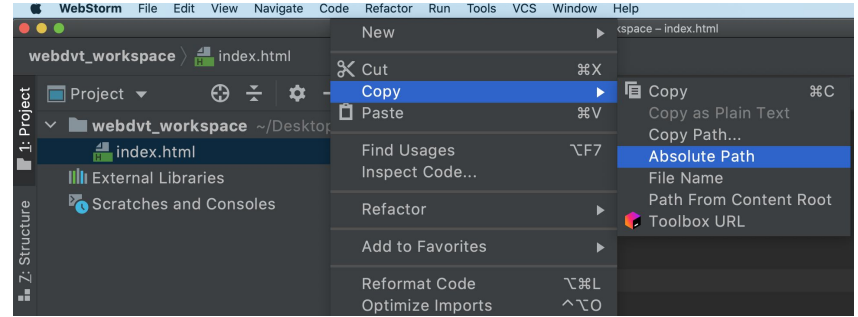 WebStorm File Edit View Navigate Code Refactor Run Tools VCS Window Help
kspace – index.html
webdvt_workspace 〉 index.html
1: Project
Z: Structure
Project
webdvt_workspace ~/Desktop
index.html
External Libraries
Scratches and Consoles
New
Cut ⌘X
Copy
Paste ⌘V
Find Usages ⌥F7
Inspect Code...
Refactor
Add to Favorites
Reformat Code ⌥⌘L
Optimize Imports ^⌥O
Copy ⌘C
Copy as Plain Text
Copy Path...
Absolute Path
File Name
Path From Content Root
Toolbox URL